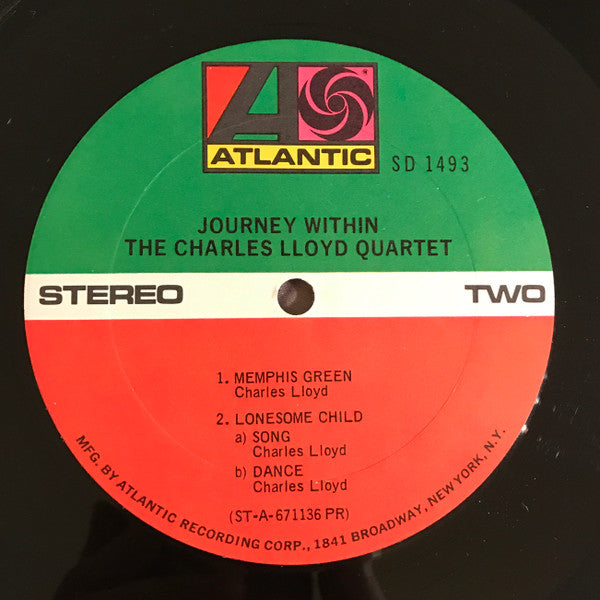 ATLANTIC
SD 1493
JOURNEY WITHIN
THE CHARLES LLOYD QUARTET
STEREO TWO
1. MEMPHIS GREEN
Charles Lloyd
2. LONESOME CHILD
a) SONG
Charles Lloyd
b) DANCE
Charles Lloyd
(ST-A-671136 PR)
MFG. BY ATLANTIC RECORDING CORP., 1841 BROADWAY, NEW YORK, N.Y.